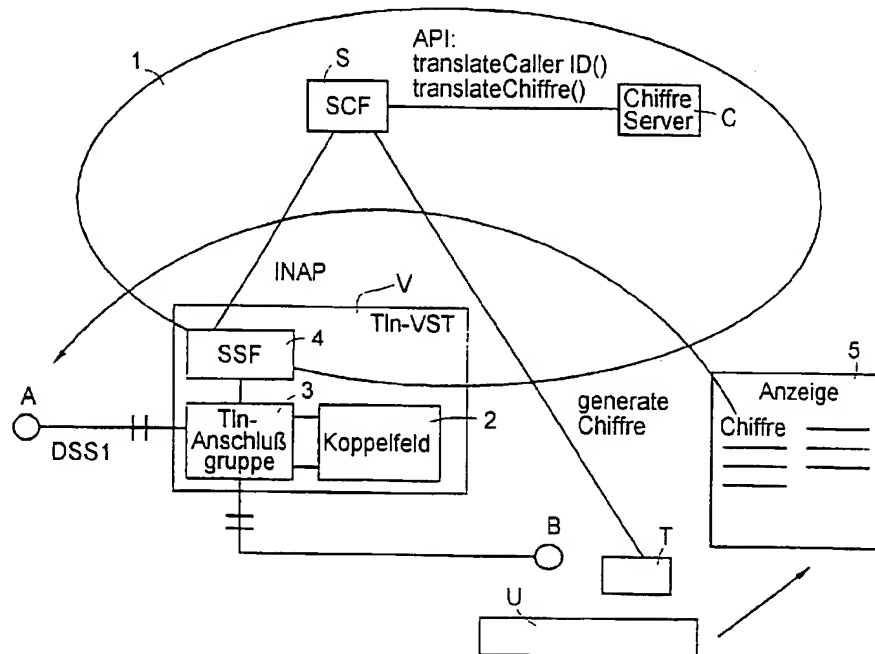 1
S
SCF
API:
translateCaller ID()
translateChiffre()
Chiffre
Server
C
INAP
V
Tln-VST
SSF
4
A
DSS1
3
Tln-
Anschluß
gruppe
2
Koppelfeld
generate
Chiffre
5
Anzeige
Chiffre
B
T
U